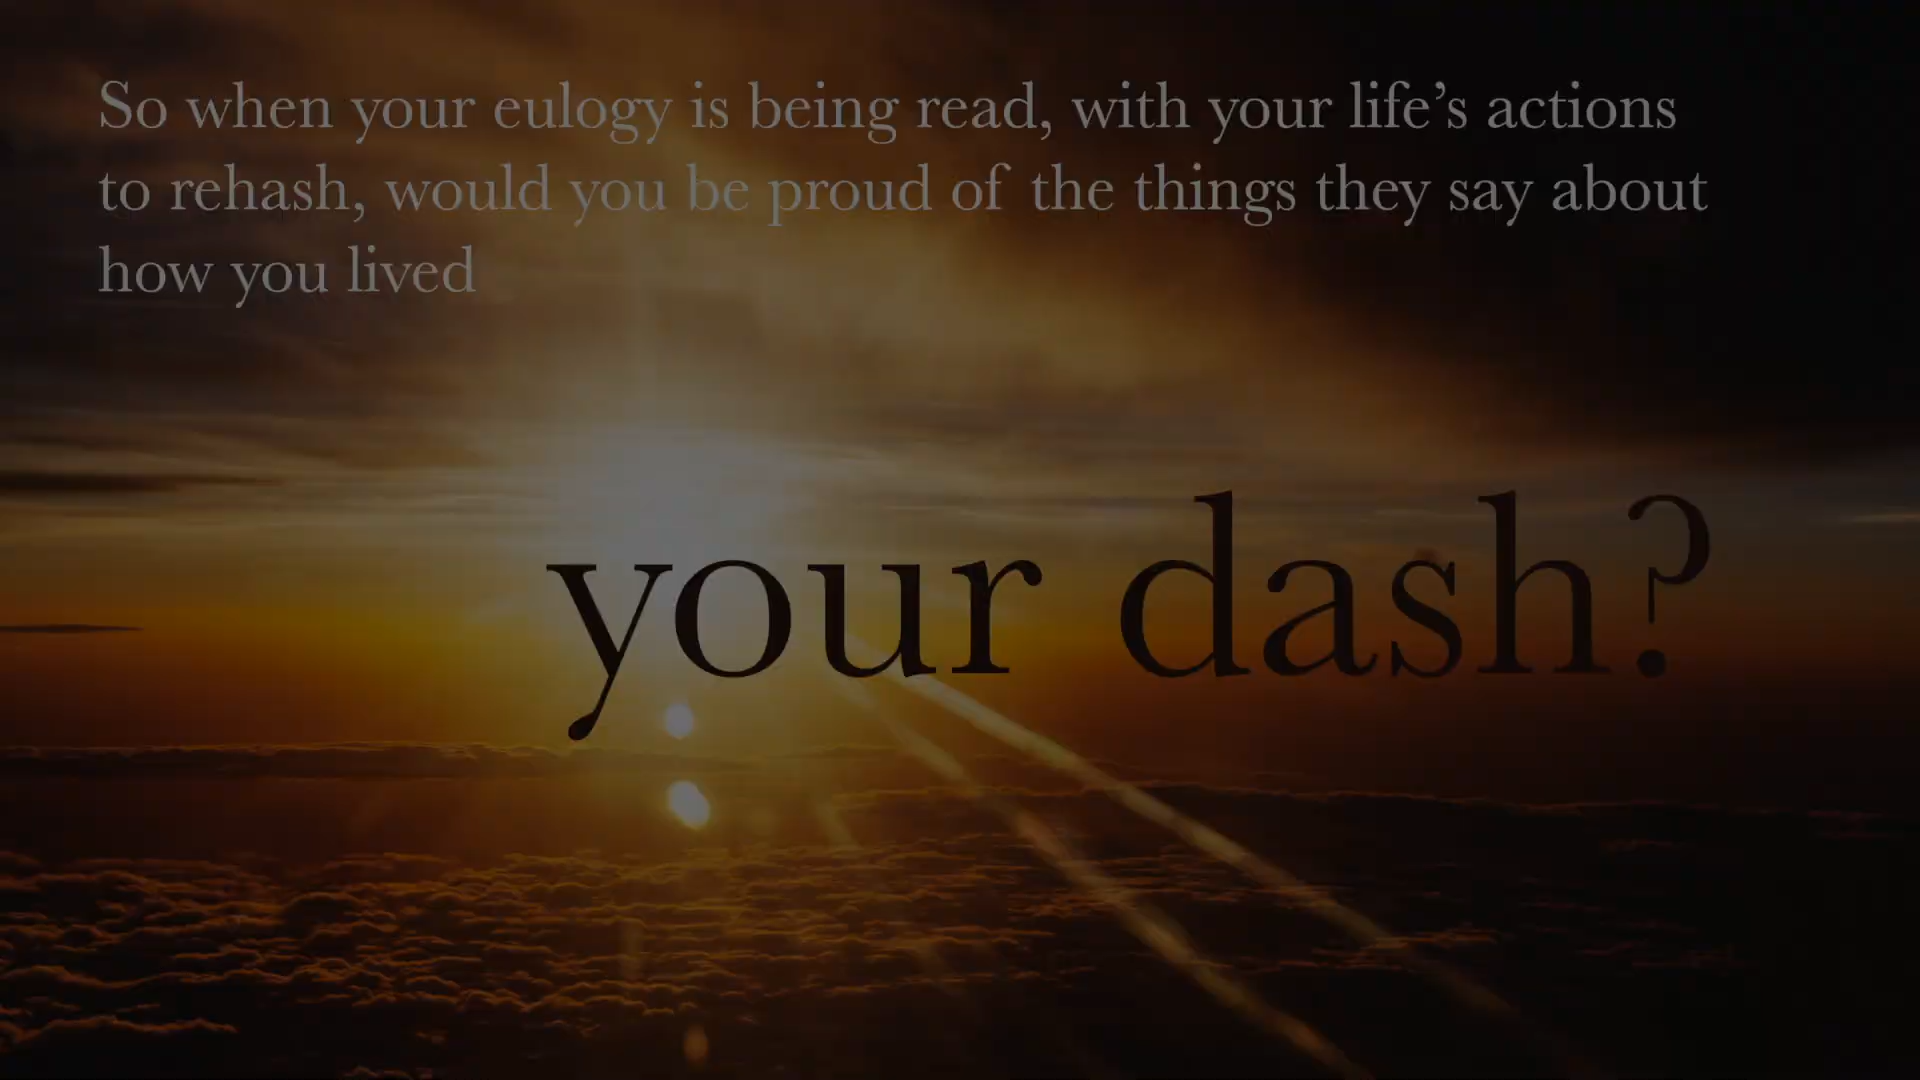 So when your eulogy is being read, with your life’s actions
to rehash, would you be proud of the things they say about
how you lived
your dash?